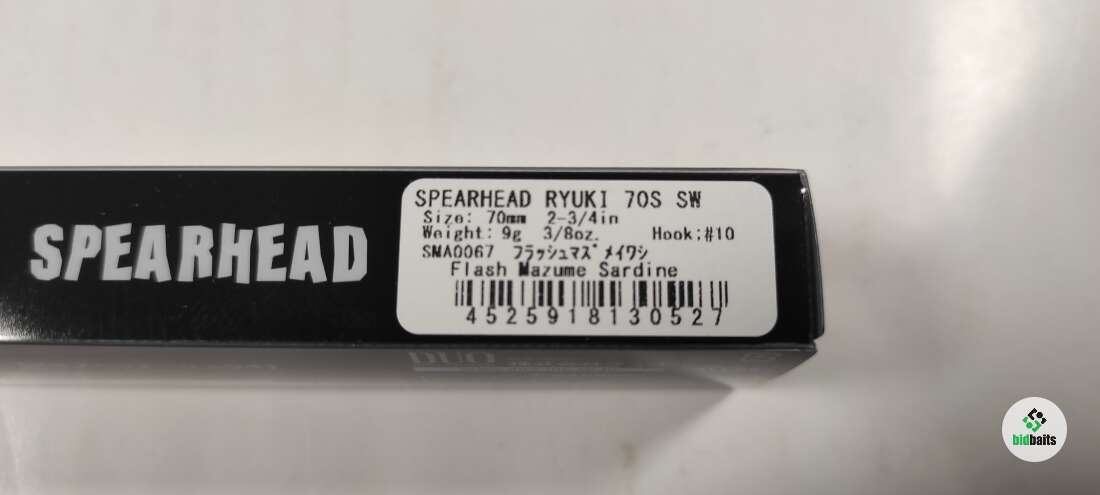 SPEARHEAD
SPEARHEAD RYUKI 70S SW
Size: 70mm 2-3/4in
Weight: 9g 3/8oz. Hook:#10
SMA0067 フラッシュマズメイワシ
Flash Mazume Sardine
4525918130527
DUO
bidbaits